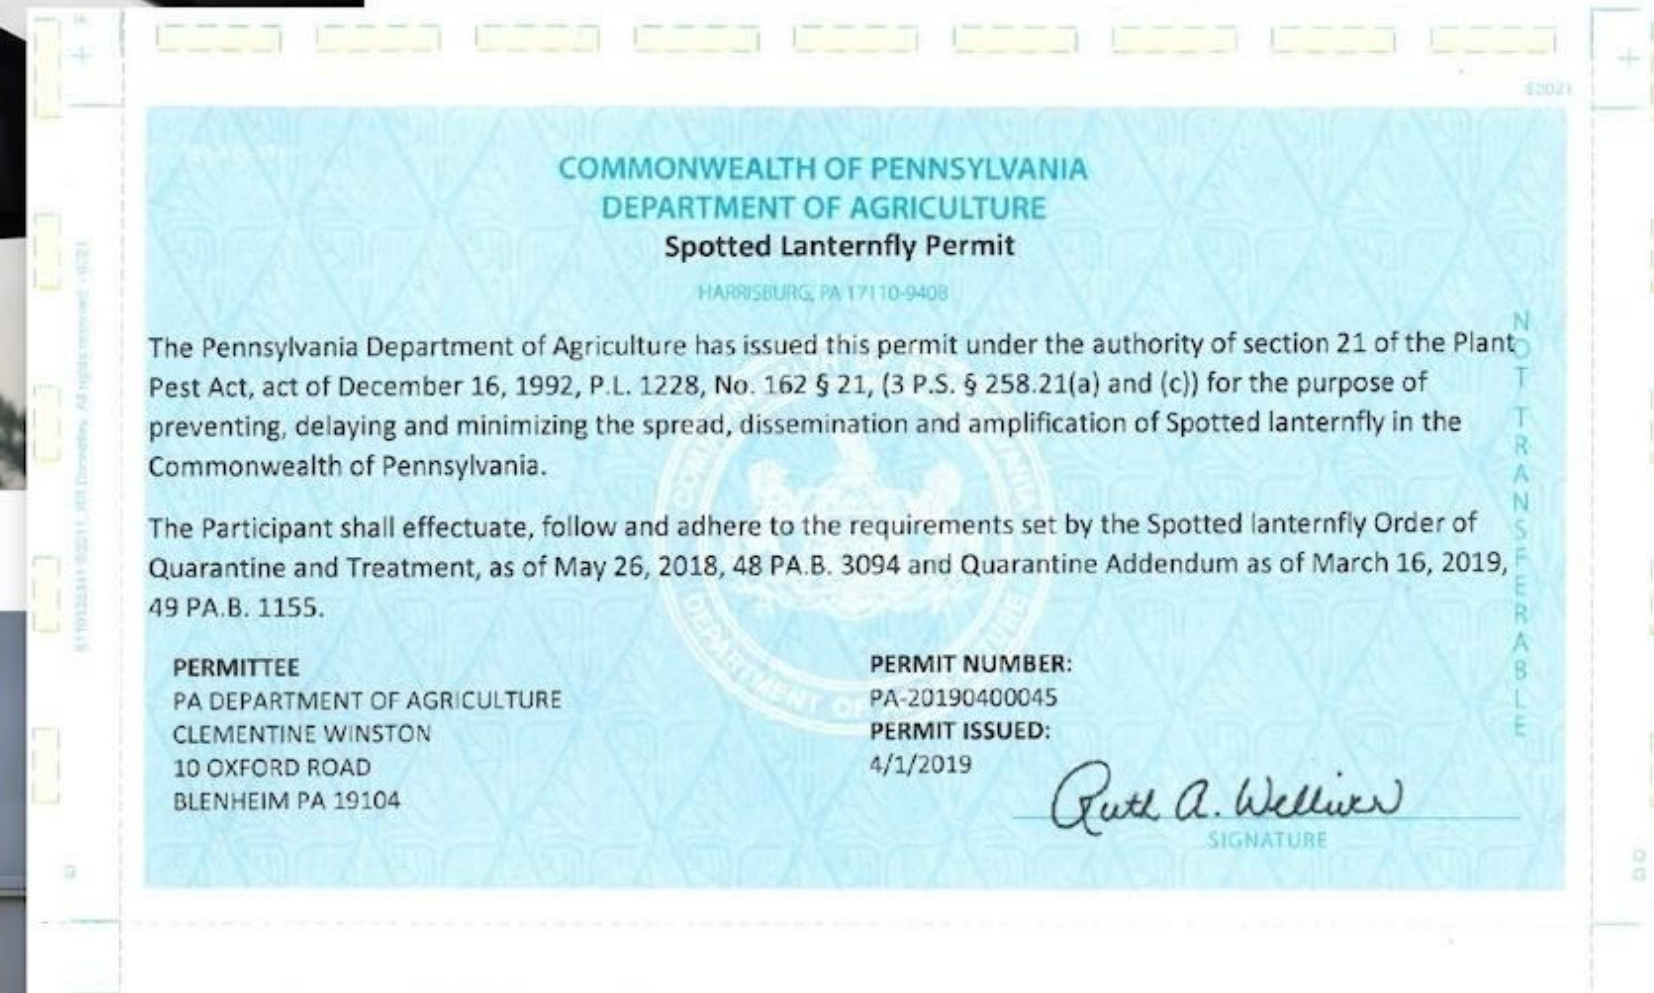 S2021
COMMONWEALTH OF PENNSYLVANIA
DEPARTMENT OF AGRICULTURE
Spotted Lanternfly Permit
HARRISBURG, PA 17110-9408
The Pennsylvania Department of Agriculture has issued this permit under the authority of section 21 of the Plant
Pest Act, act of December 16, 1992, P.L. 1228, No. 162 § 21, (3 P.S. § 258.21(a) and (c)) for the purpose of
preventing, delaying and minimizing the spread, dissemination and amplification of Spotted lanternfly in the
Commonwealth of Pennsylvania.
The Participant shall effectuate, follow and adhere to the requirements set by the Spotted lanternfly Order of
Quarantine and Treatment, as of May 26, 2018, 48 PA.B. 3094 and Quarantine Addendum as of March 16, 2019,
49 PA.B. 1155.
PERMITTEE
PA DEPARTMENT OF AGRICULTURE
CLEMENTINE WINSTON
10 OXFORD ROAD
BLENHEIM PA 19104
PERMIT NUMBER:
PA-20190400045
PERMIT ISSUED:
4/1/2019
Ruth A. Welliver
SIGNATURE
NOT TRANSFERABLE
DEPARTMENT OF